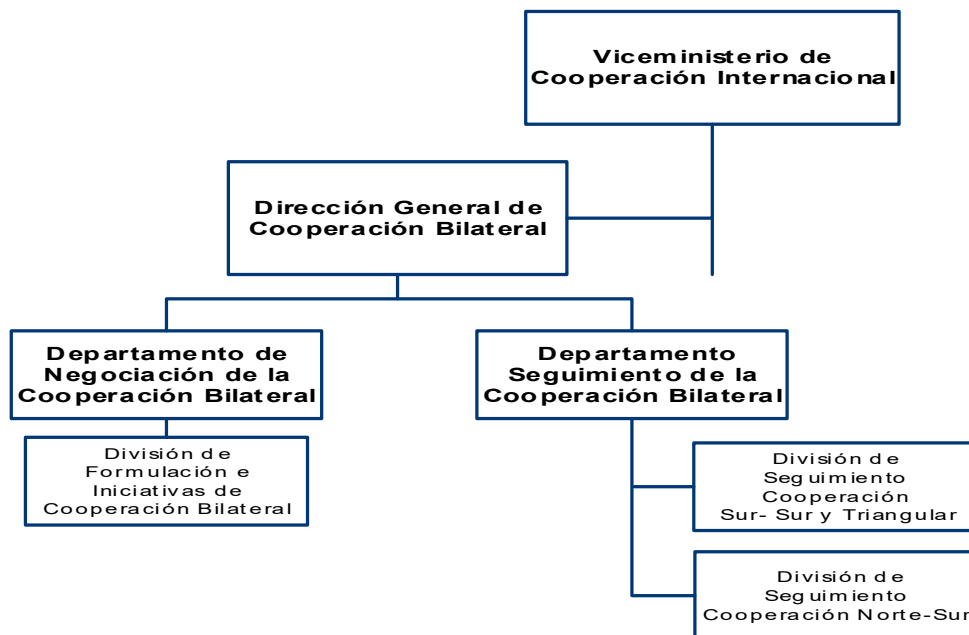 Viceministerio de
Cooperación Internacional
Dirección General de
Cooperación Bilateral
Departamento de
Negociación de la
Cooperación Bilateral
Departamento
Seguimiento de la
Cooperación Bilateral
División de
Formulación e
Iniciativas de
Cooperación Bilateral
División de
Seguimiento
Cooperación
Sur- Sur y Triangular
División de
Seguimiento
Cooperación Norte-Sur